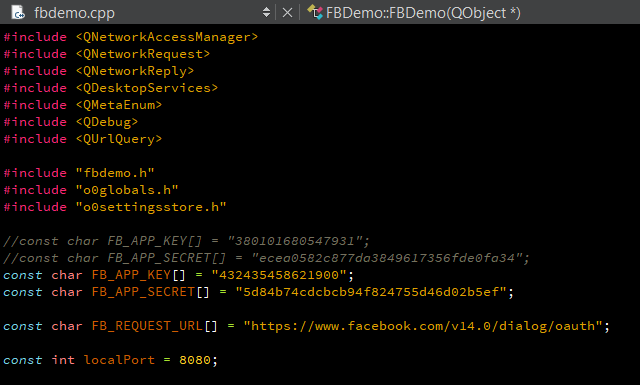 fbdemo.cpp
FBDemo::FBDemo(QObject *)
#include <QNetworkAccessManager>
#include <QNetworkRequest>
#include <QNetworkReply>
#include <QDesktopServices>
#include <QMetaEnum>
#include <QDebug>
#include <QUrlQuery>
#include "fbdemo.h"
#include "o0globals.h"
#include "o0settingsstore.h"
//const char FB_APP_KEY[] = "380101680547931";
//const char FB_APP_SECRET[] = "ecea0582c877da3849617356fde0fa34";
const char FB_APP_KEY[] = "432435458621900";
const char FB_APP_SECRET[] = "5d84b74cdcbcb94f824755d46d02b5ef";
const char FB_REQUEST_URL[] = "https://www.facebook.com/v14.0/dialog/oauth";
const int localPort = 8080;